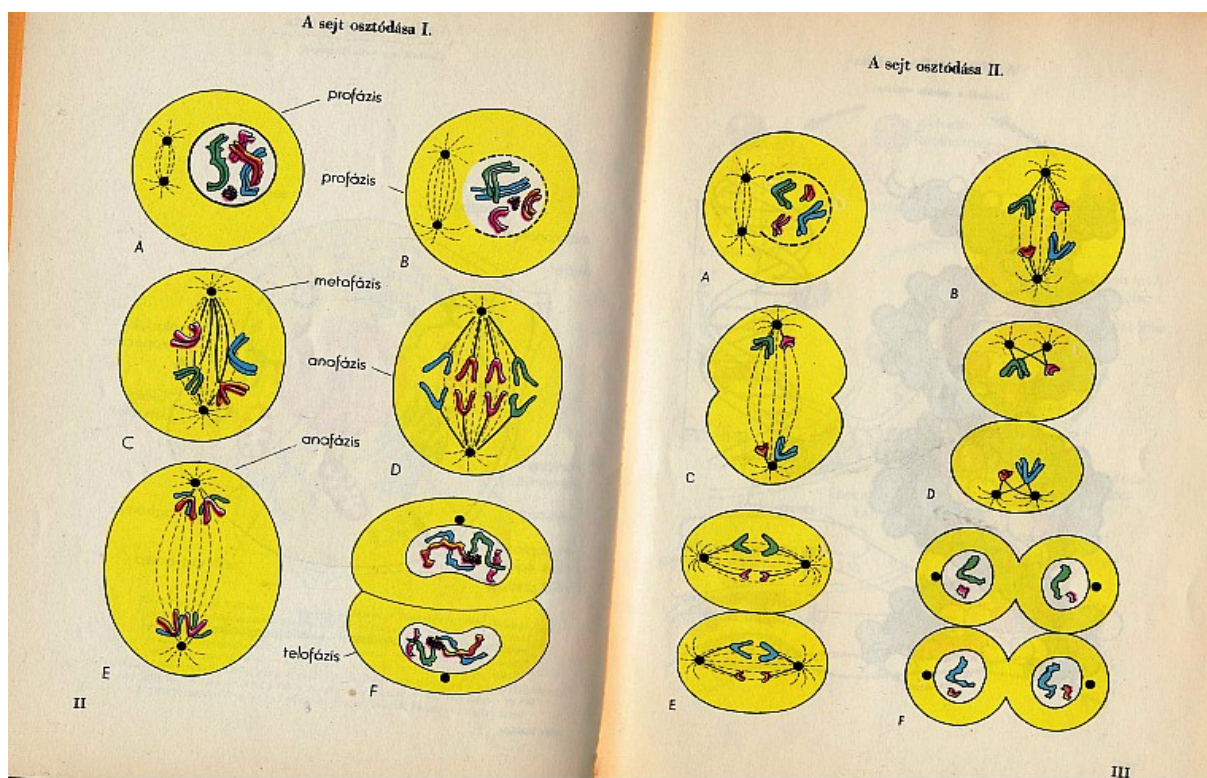 A sejt osztódása I.
profázis
A
profázis
B
metafázis
C
anafázis
D
anafázis
E
telofázis
F
II
A sejt osztódása II.
A
B
C
D
E
F
III